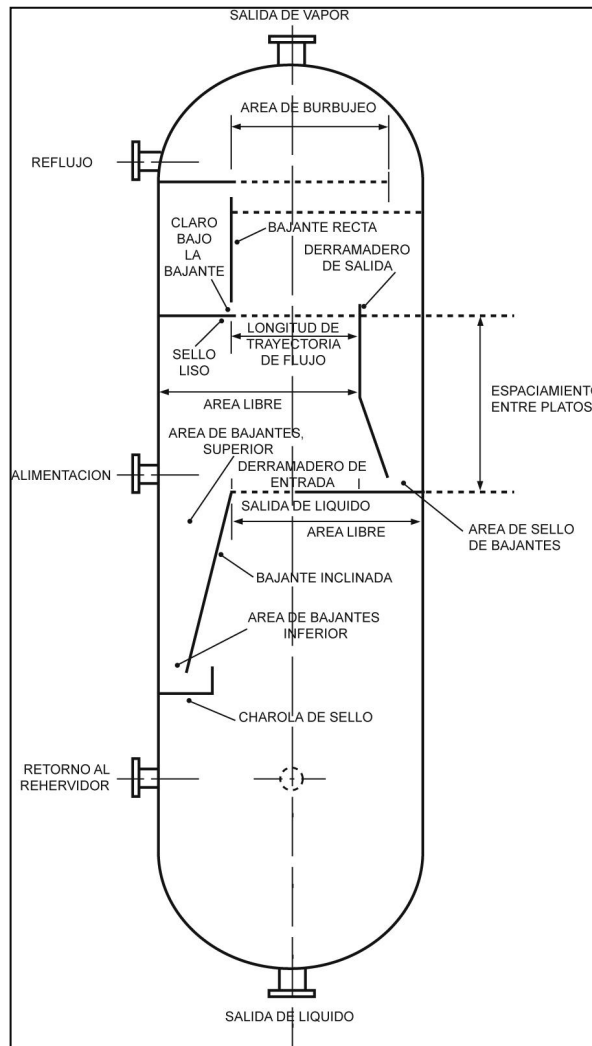 SALIDA DE VAPOR
AREA DE BURBUJEO
REFLUJO
CLARO
BAJO
LA
BAJANTE
BAJANTE RECTA
DERRAMADERO
DE SALIDA
SELLO
LISO
LONGITUD DE
TRAYECTORIA
DE FLUJO
ESPACIAMIENTO
ENTRE PLATOS
AREA LIBRE
AREA DE BAJANTES,
SUPERIOR
ALIMENTACION
DERRAMADERO DE
ENTRADA
SALIDA DE LIQUIDO
AREA LIBRE
AREA DE SELLO
DE BAJANTES
BAJANTE INCLINADA
AREA DE BAJANTES
INFERIOR
CHAROLA DE SELLO
RETORNO AL
REHERVIDOR
SALIDA DE LIQUIDO